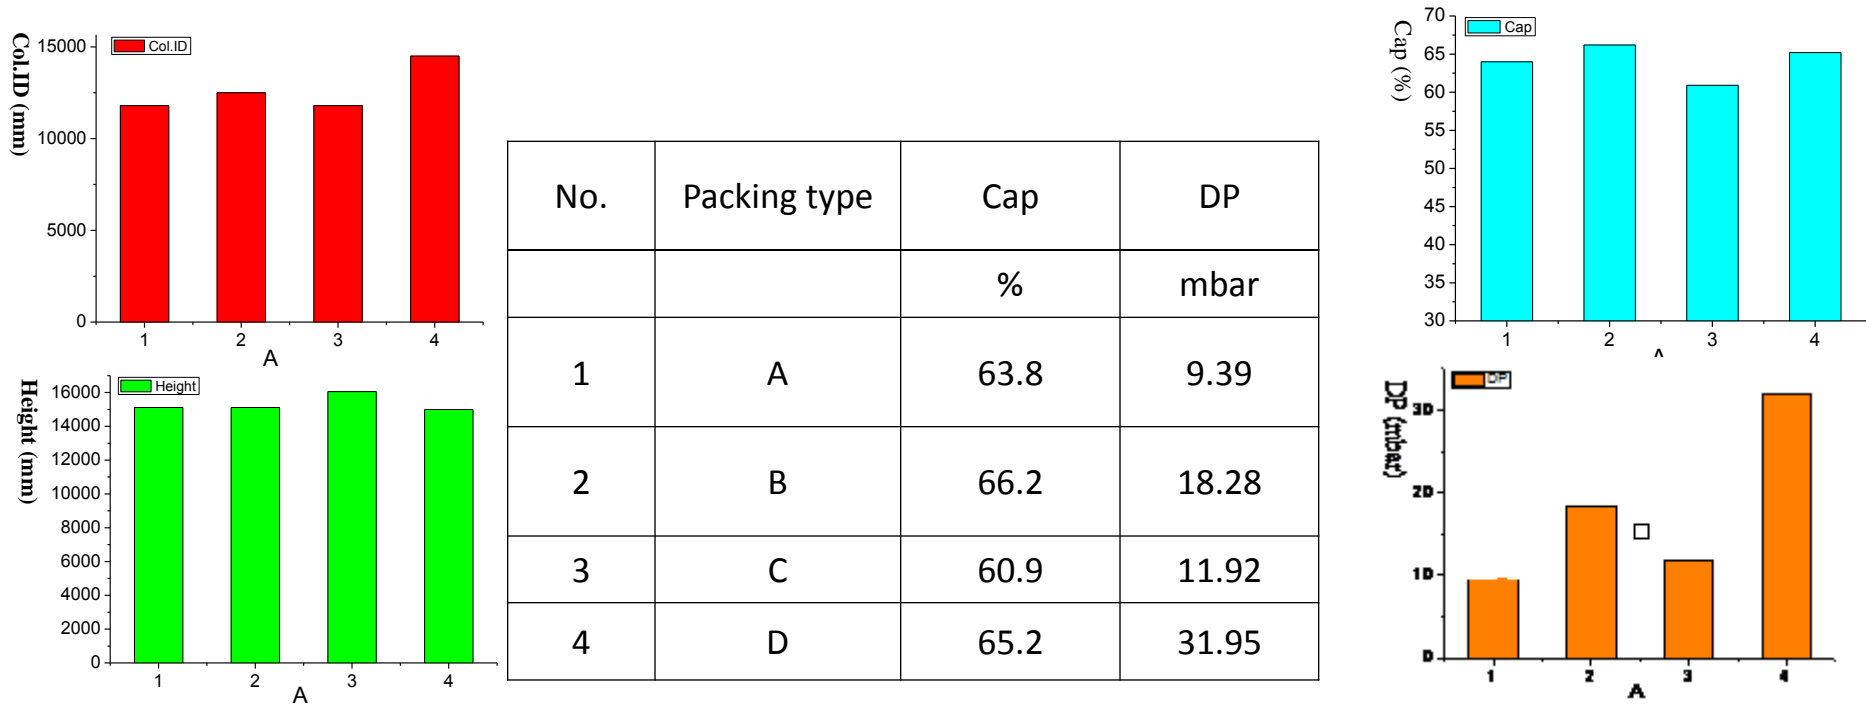 Col.ID (mm)
15000
10000
5000
0
Col.ID
1 2 3 4
A
Height (mm)
16000
14000
12000
10000
8000
6000
4000
2000
0
Height
1 2 3 4
A
No. Packing type Cap DP
% mbar
1 A 63.8 9.39
2 B 66.2 18.28
3 C 60.9 11.92
4 D 65.2 31.95
Cap (%)
70
65
60
55
50
45
40
35
30
Cap
1 2 3 4
A
DP (mbar)
30
20
10
0
DP
1 2 3 4
A